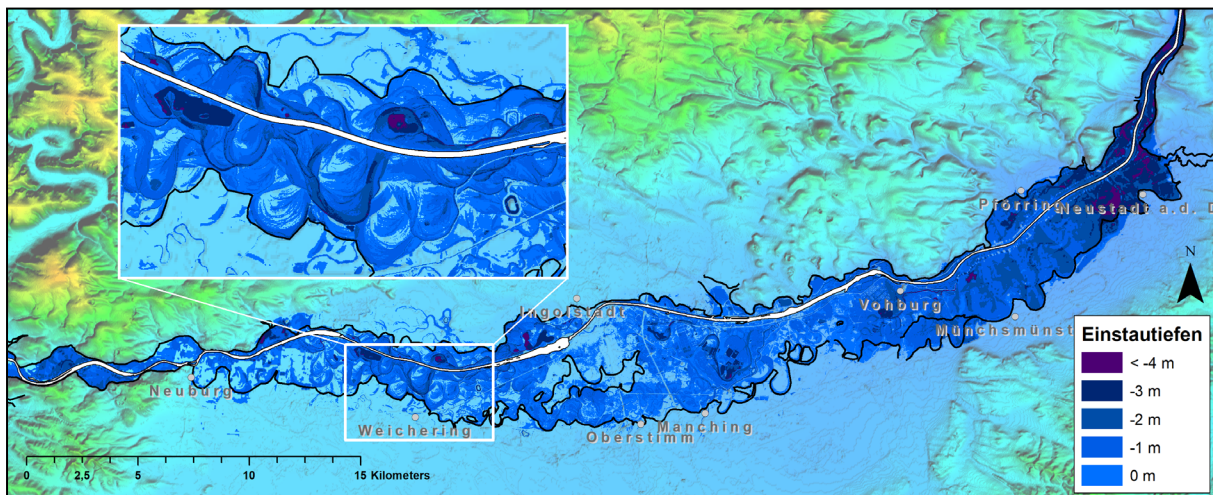 Pförring
Neustadt a.d. D
Ingolstadt
Vohburg
Münchsmünst
Neuburg
Weichering
Manching
Oberstimm
N
0 2,5 5 10 15 Kilometers
Einstautiefen
< -4 m
-3 m
-2 m
-1 m
0 m